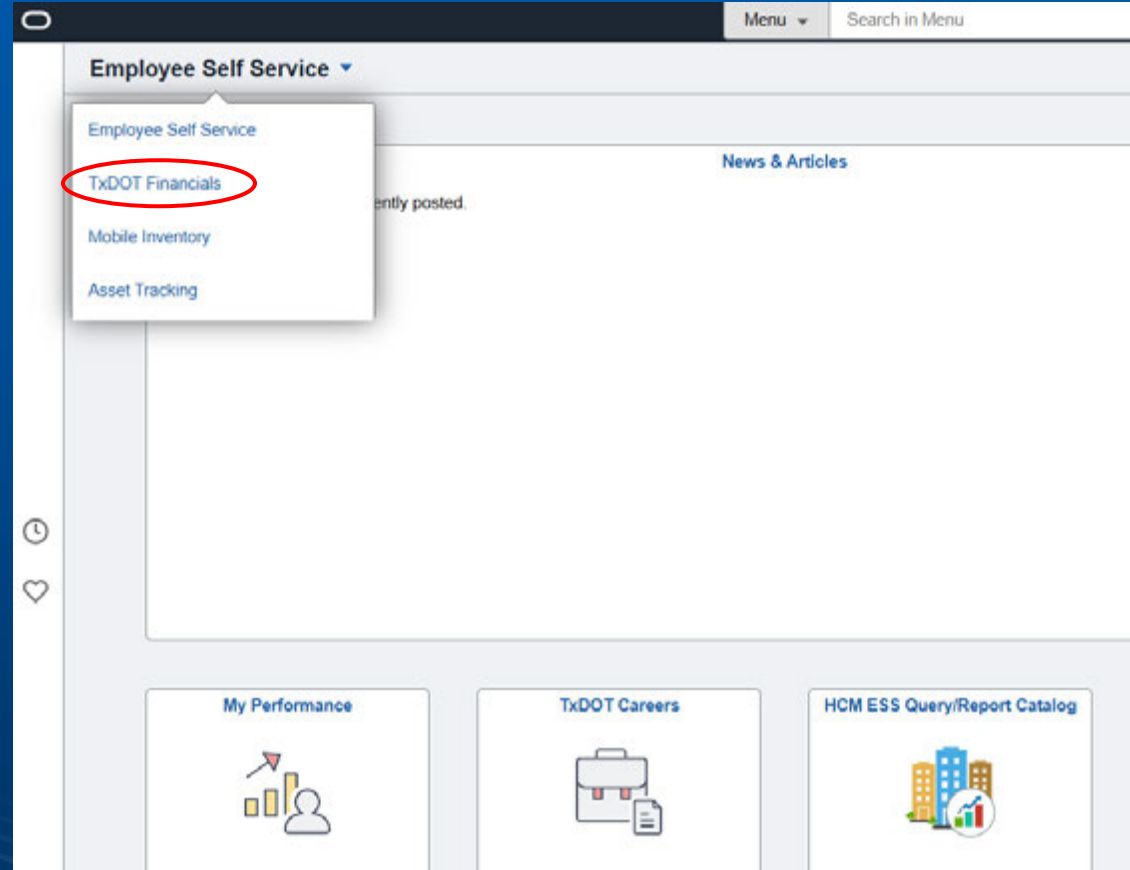 Menu
Search in Menu
Employee Self Service
Employee Self Service
News & Articles
TxDOT Financials
ently posted.
Mobile Inventory
Asset Tracking
My Performance
TxDOT Careers
HCM ESS Query/Report Catalog